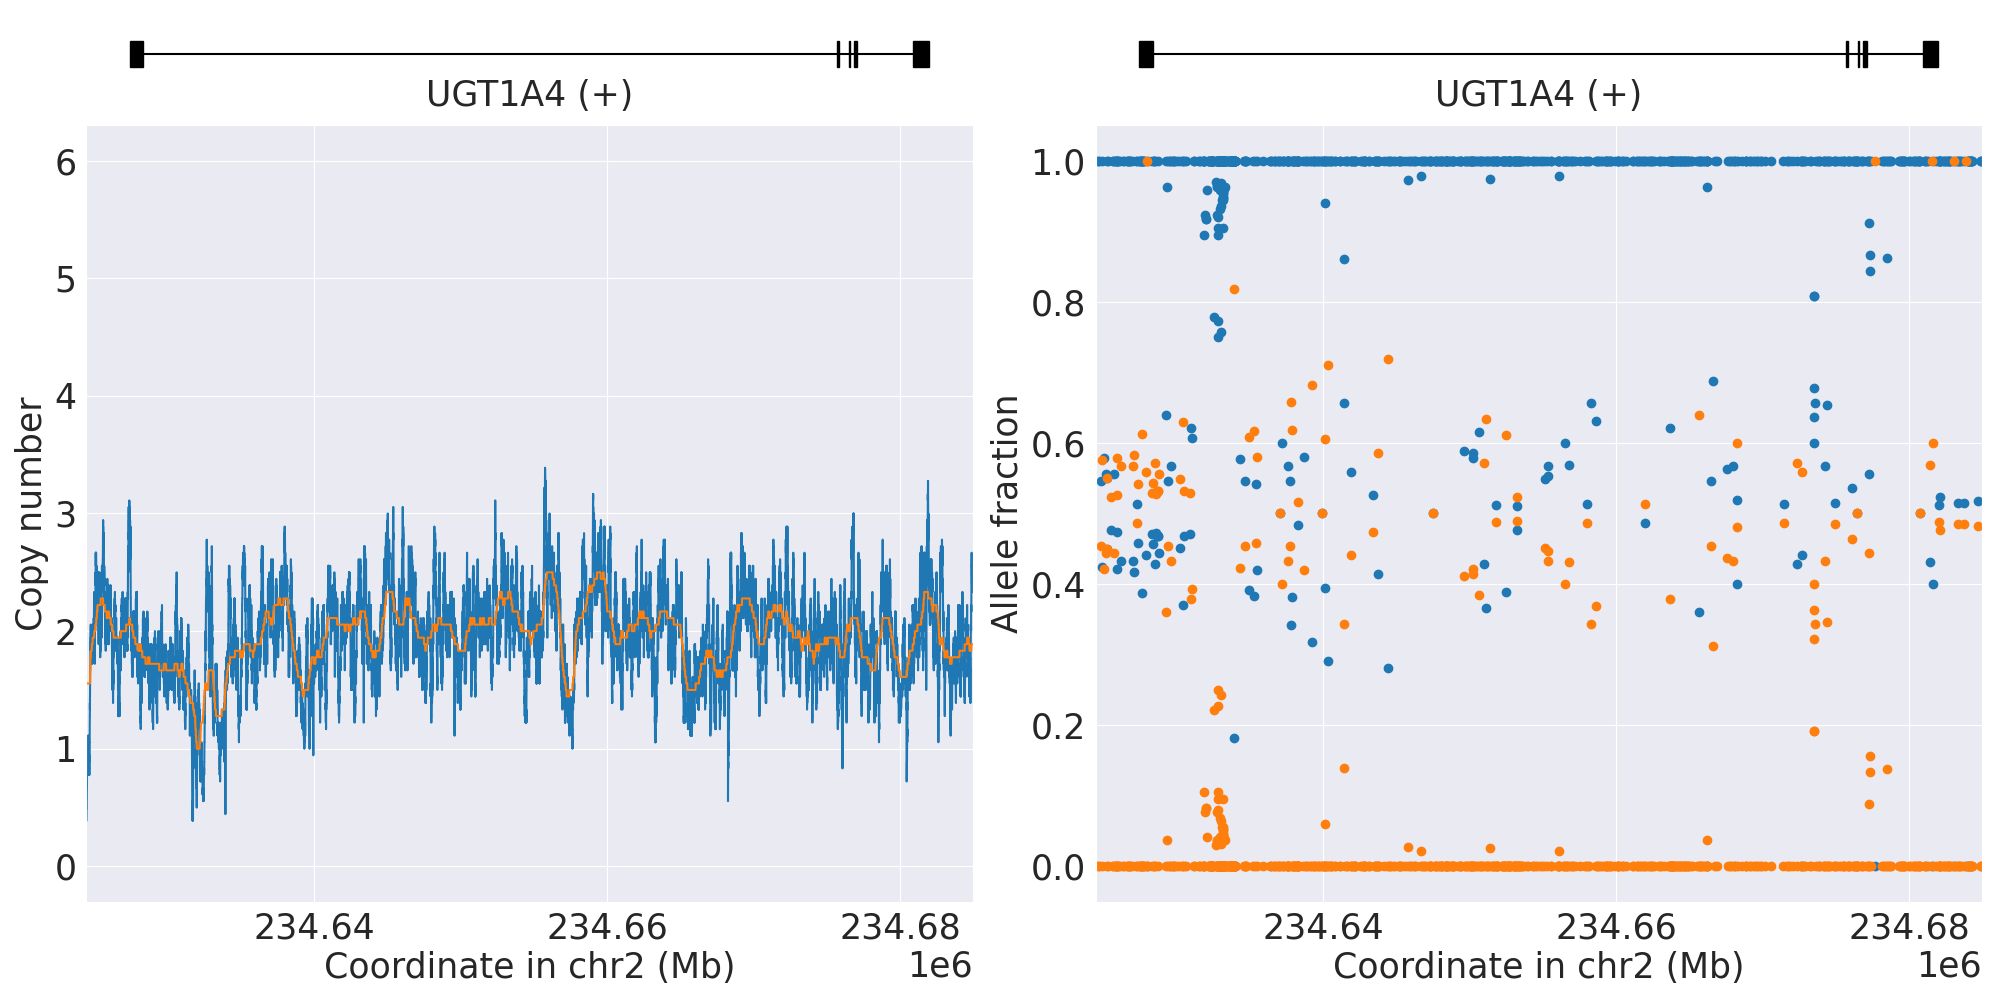 UGT1A4 (+)
6
5
4
3
2
1
0
Copy number
234.64 234.66 234.68
Coordinate in chr2 (Mb) 1e6
UGT1A4 (+)
1.0
0.8
0.6
0.4
0.2
0.0
Allele fraction
234.64 234.66 234.68
Coordinate in chr2 (Mb) 1e6